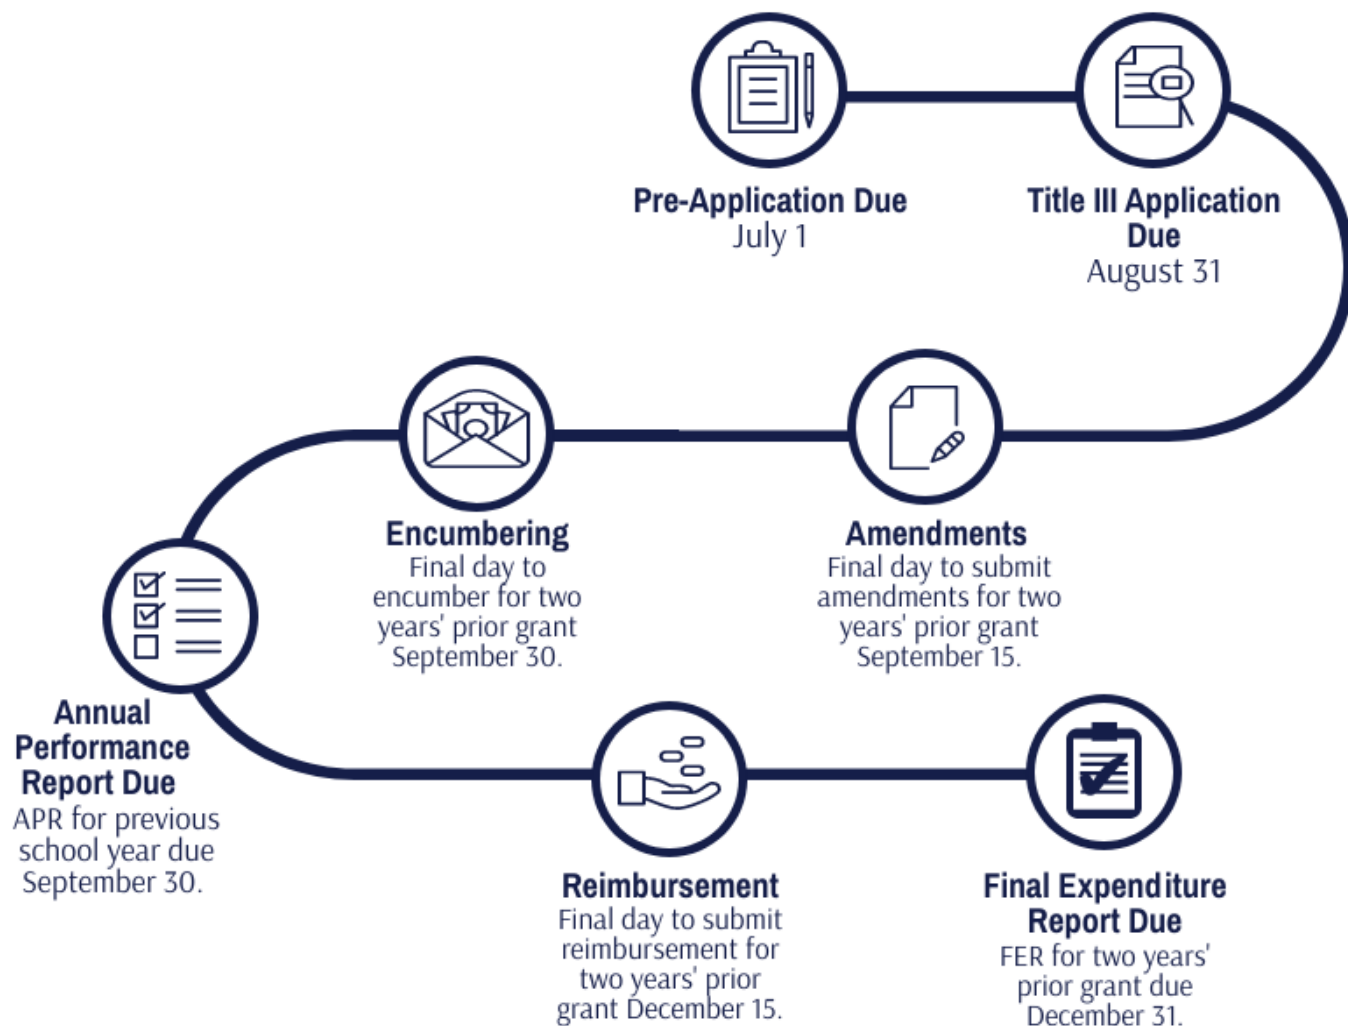 Pre-Application Due
July 1
Title III Application
Due
August 31
Amendments
Final day to submit
amendments for two
years' prior grant
September 15.
Encumbering
Final day to
encumber for two
years' prior grant
September 30.
Annual
Performance
Report Due
APR for previous
school year due
September 30.
Reimbursement
Final day to submit
reimbursement for
two years' prior
grant December 15.
Final Expenditure
Report Due
FER for two years'
prior grant due
December 31.